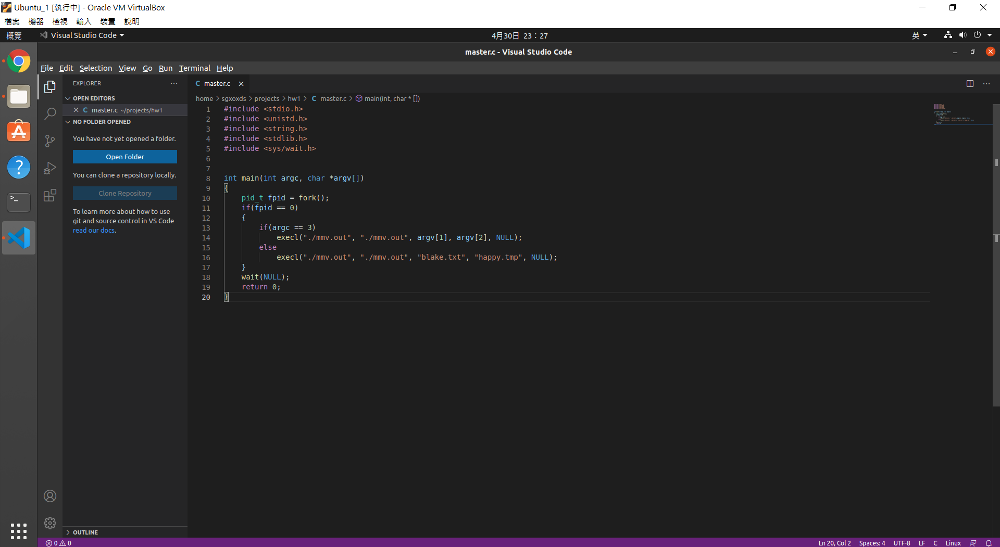 Ubuntu_1 [執行中] - Oracle VM VirtualBox
檔案 機器 檢視 輸入 裝置 說明
概覽 Visual Studio Code 4月30日 23：27 英
master.c - Visual Studio Code
File Edit Selection View Go Run Terminal Help
EXPLORER ···
OPEN EDITORS
C master.c ~/projects/hw1
NO FOLDER OPENED
You have not yet opened a folder.
Open Folder
You can clone a repository locally.
Clone Repository
To learn more about how to use
git and source control in VS Code
read our docs.
OUTLINE
C master.c
home > sgxoxds > projects > hw1 > C master.c > main(int, char * [])
1 #include <stdio.h>
2 #include <unistd.h>
3 #include <string.h>
4 #include <stdlib.h>
5 #include <sys/wait.h>
6
7
8 int main(int argc, char *argv[])
9 {
10 pid_t fpid = fork();
11 if(fpid == 0)
12 {
13 if(argc == 3)
14 execl("./mmv.out", "./mmv.out", argv[1], argv[2], NULL);
15 else
16 execl("./mmv.out", "./mmv.out", "blake.txt", "happy.tmp", NULL);
17 }
18 wait(NULL);
19 return 0;
20 }
0 0 Ln 20, Col 2 Spaces: 4 UTF-8 LF C Linux